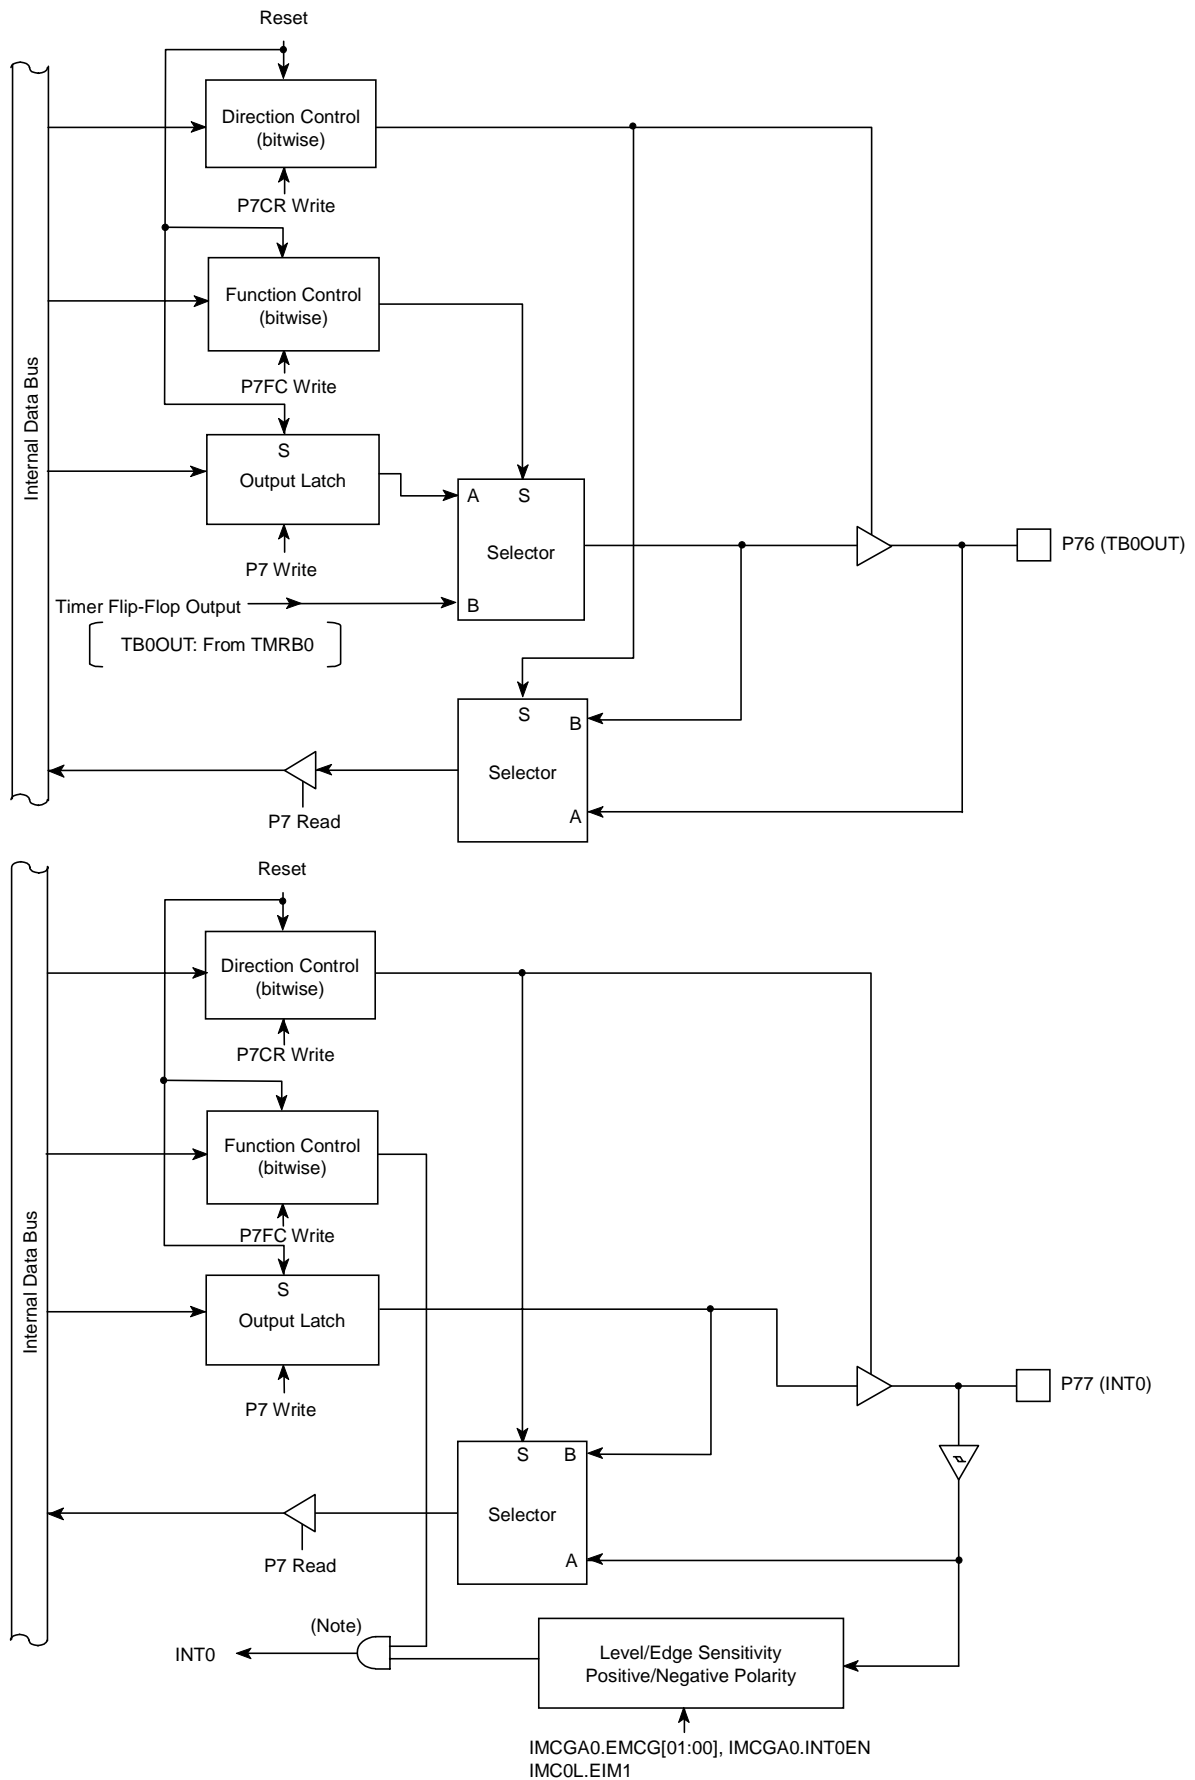 Reset
Direction Control
(bitwise)
P7CR Write
Function Control
(bitwise)
P7FC Write
Internal Data Bus
S
Output Latch
A S
Selector
B
P7 Write
P76 (TB0OUT)
Timer Flip-Flop Output
TB0OUT: From TMRB0
S
B
Selector
A
P7 Read
Reset
Direction Control
(bitwise)
P7CR Write
Function Control
(bitwise)
P7FC Write
Internal Data Bus
S
Output Latch
P7 Write
P77 (INT0)
S B
Selector
A
P7 Read
(Note)
INT0
Level/Edge Sensitivity
Positive/Negative Polarity
IMCGA0.EMCG[01:00], IMCGA0.INT0EN
IMC0L.EIM1